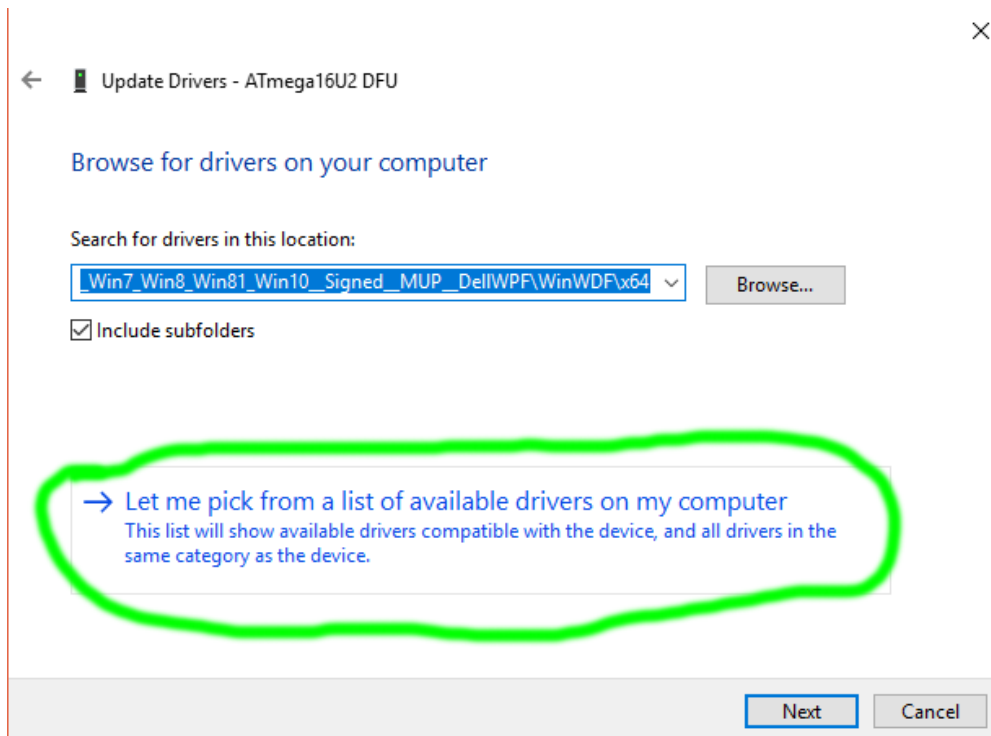 Update Drivers - ATmega16U2 DFU
Browse for drivers on your computer
Search for drivers in this location:
_Win7_Win8_Win81_Win10__Signed__MUP__DellWPF\WinWDF\x64
Browse...
Include subfolders
Let me pick from a list of available drivers on my computer
This list will show available drivers compatible with the device, and all drivers in the
same category as the device.
Next
Cancel